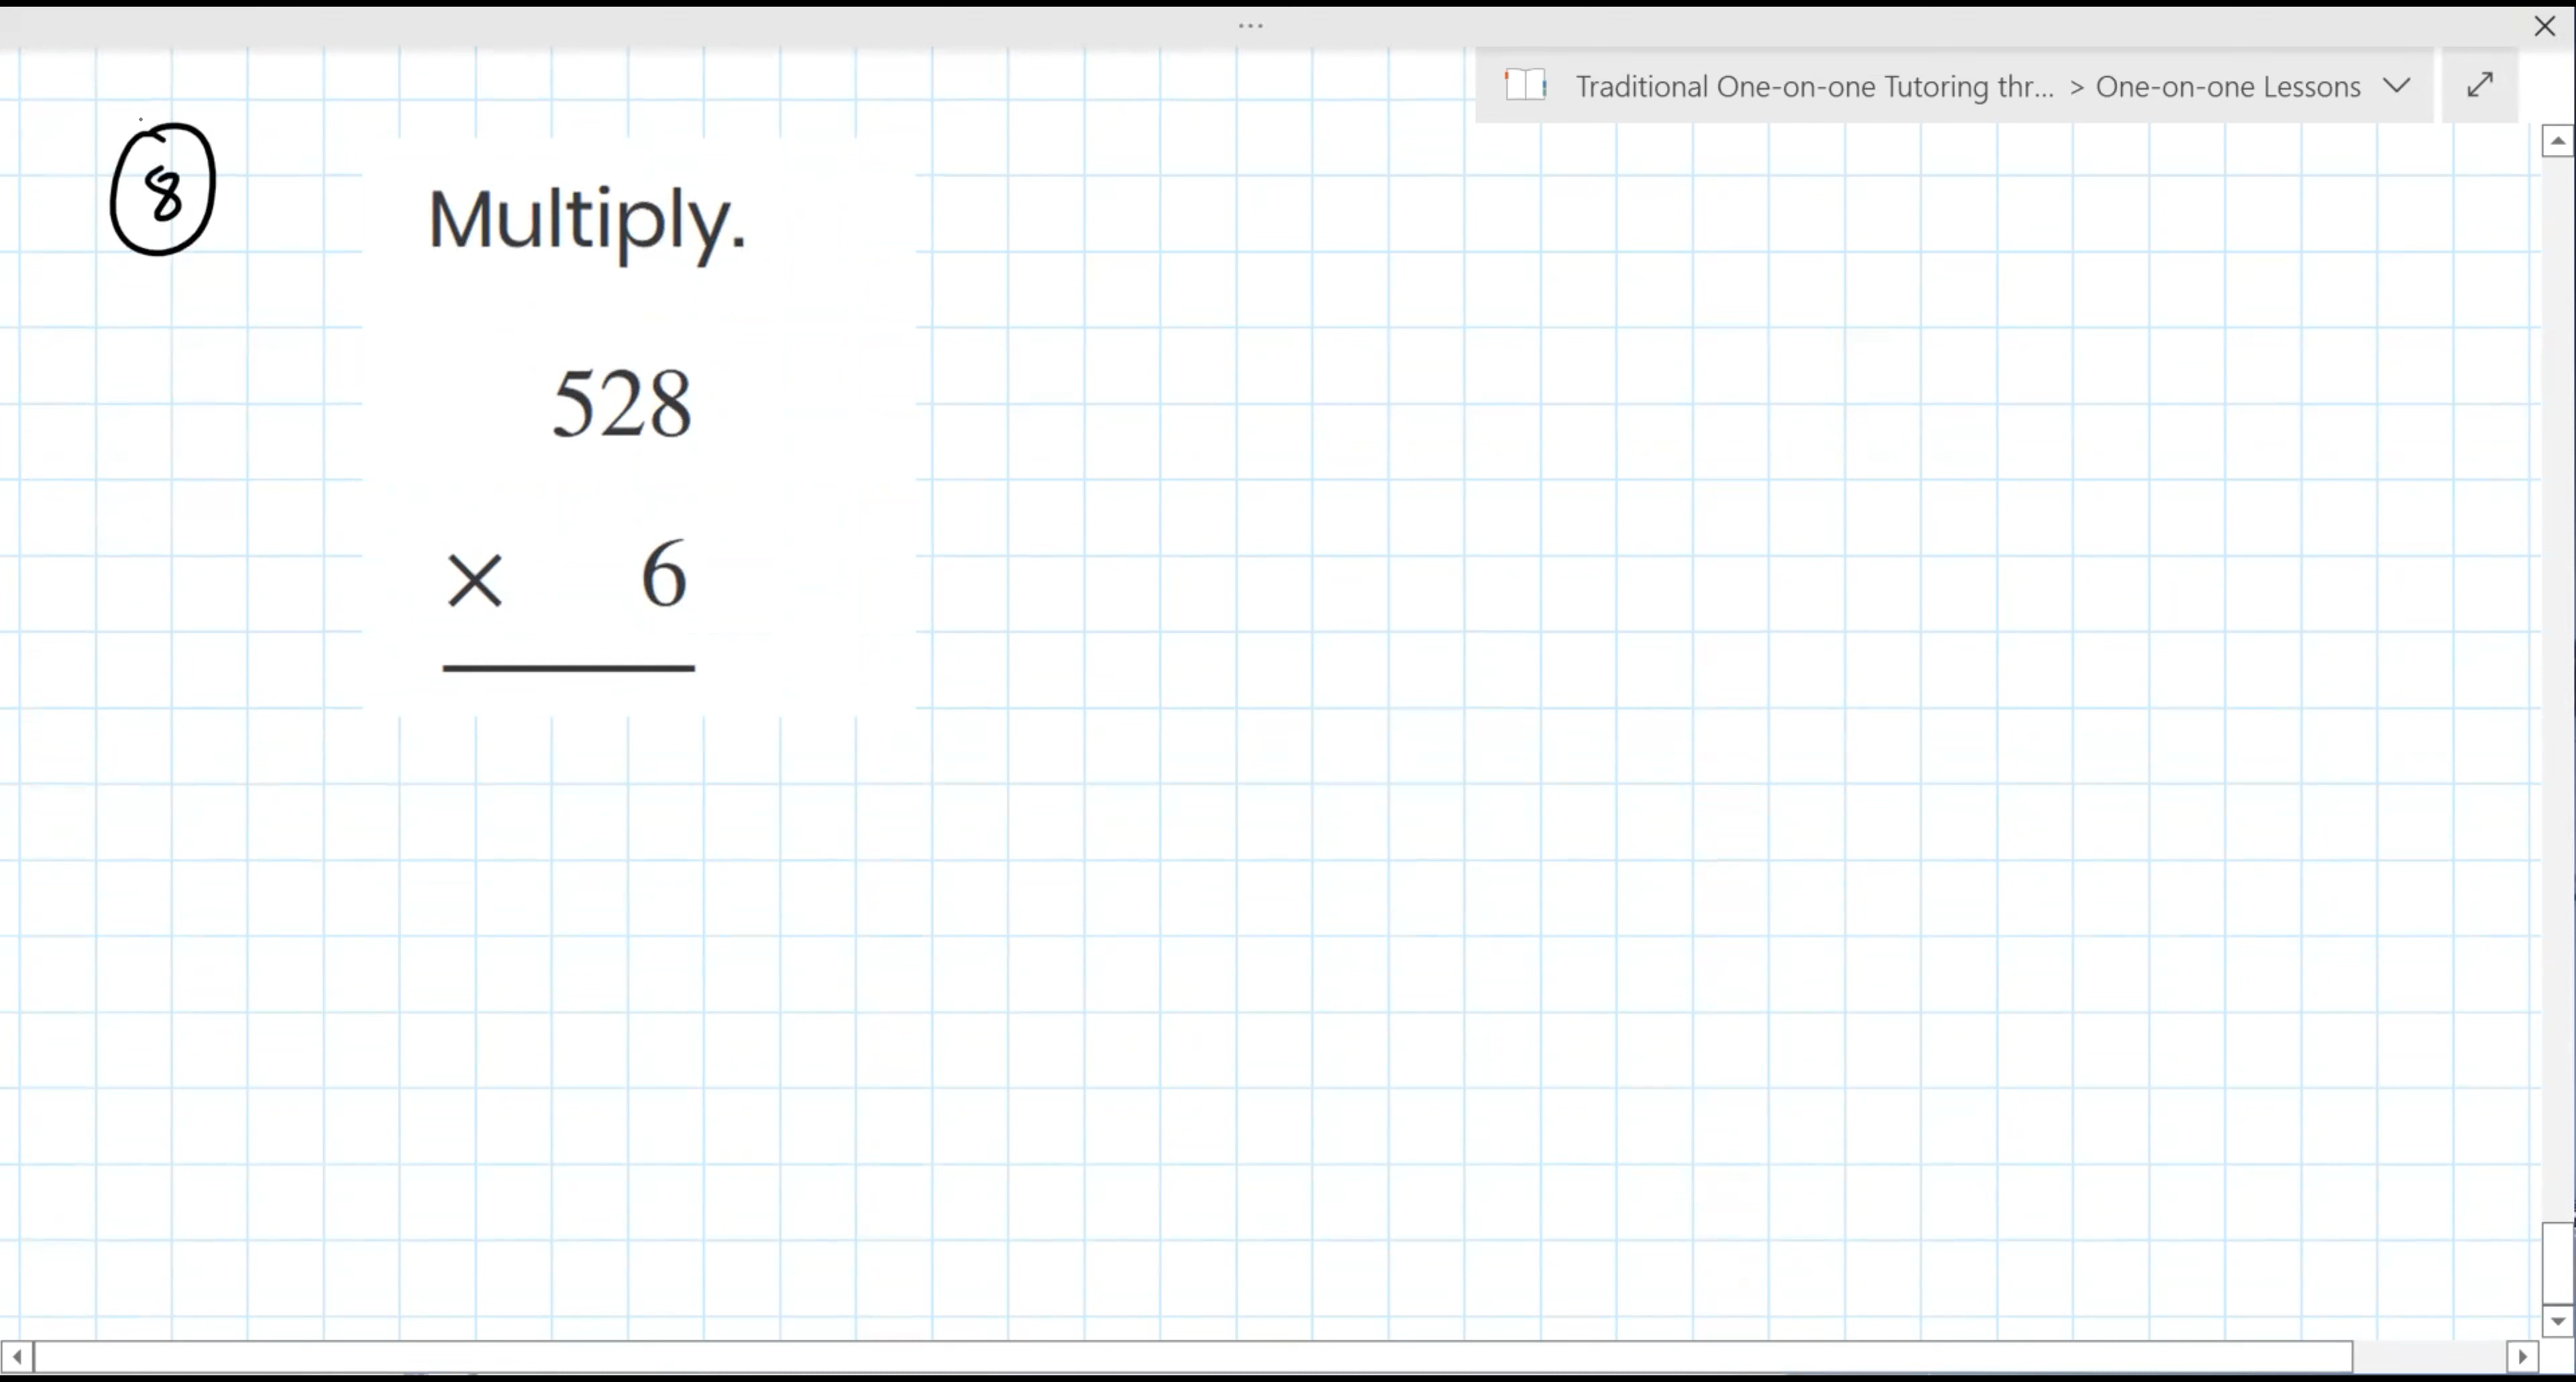 ...
Traditional One-on-one Tutoring thr... > One-on-one Lessons
8
Multiply.
528
× 6